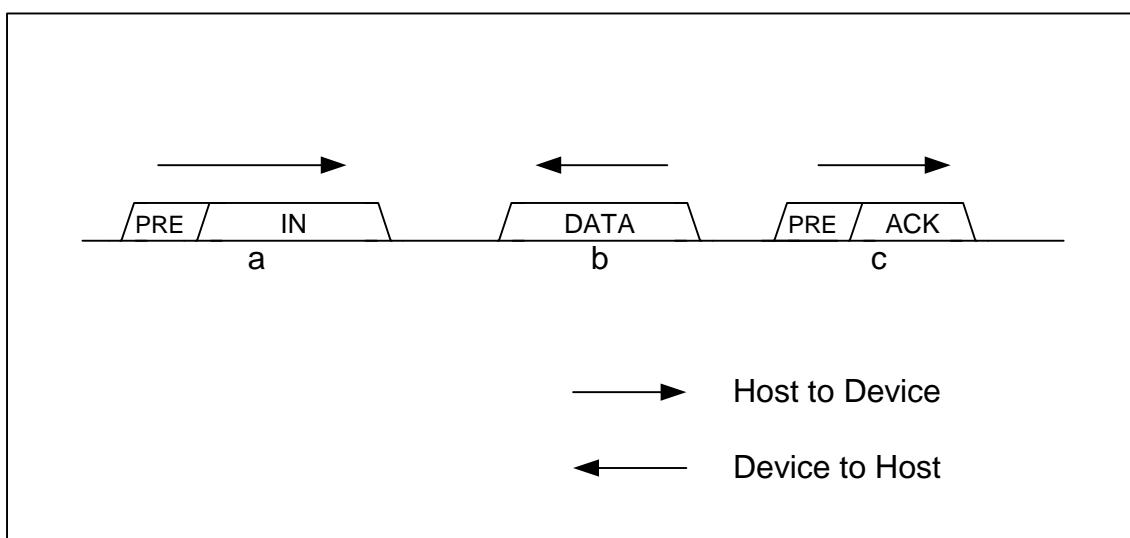 PRE IN DATA PRE ACK
a b c
Host to Device
Device to Host